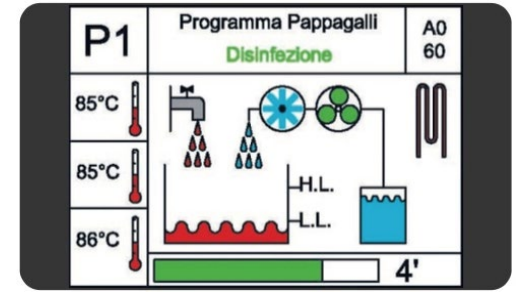 P1
Programma Pappagalli
Disinfezione
A0
60
85°C
85°C
86°C
H.L.
L.L.
4'